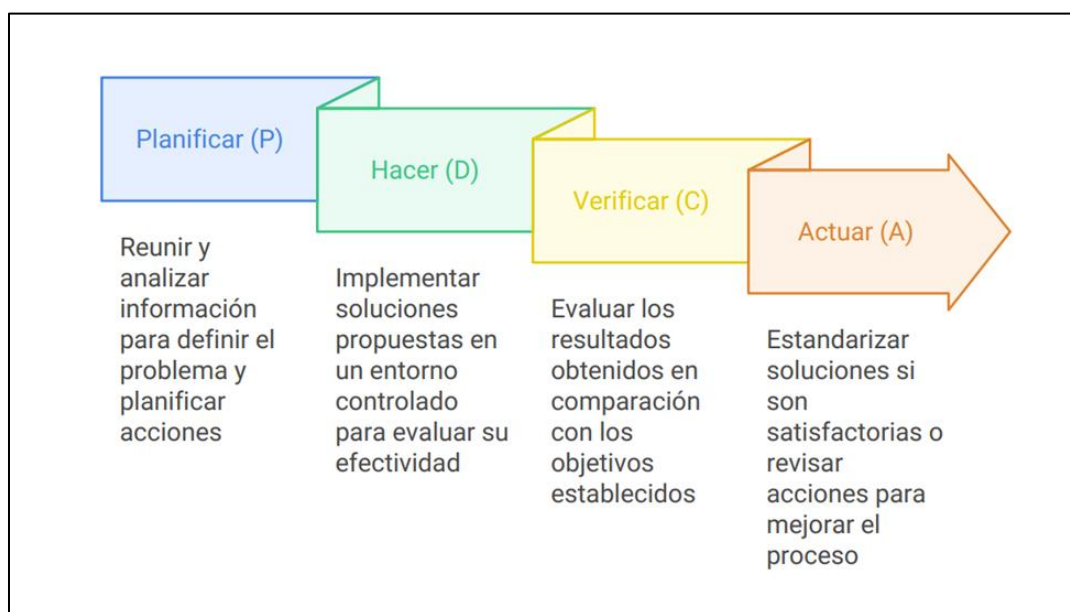 Planificar (P)
Hacer (D)
Verificar (C)
Actuar (A)
Reunir y
analizar
información
para definir el
problema y
planificar
acciones
Implementar
soluciones
propuestas en
un entorno
controlado
para evaluar su
efectividad
Evaluar los
resultados
obtenidos en
comparación
con los
objetivos
establecidos
Estandarizar
soluciones si
son
satisfactorias o
revisar
acciones para
mejorar el
proceso